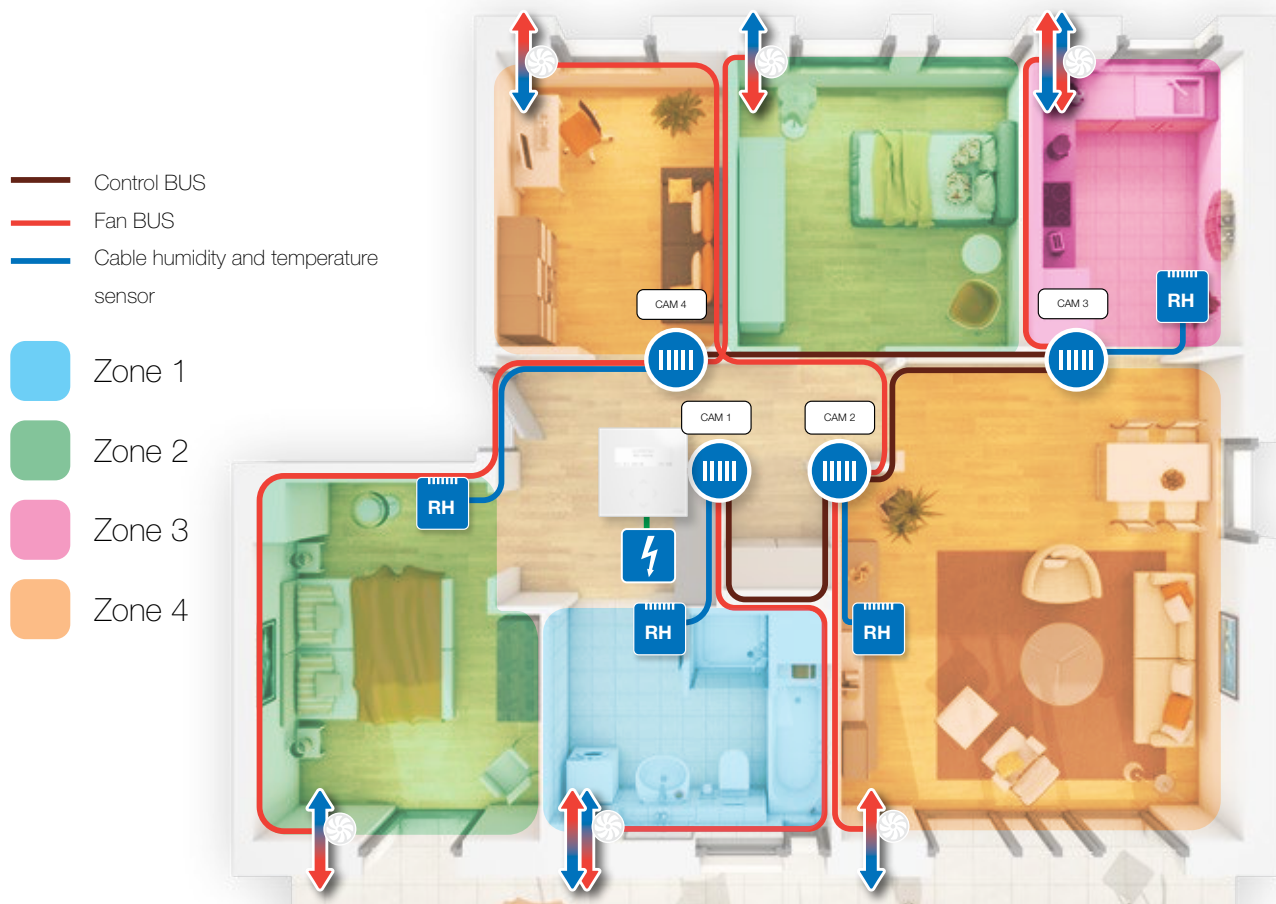 Control BUS
Fan BUS
Cable humidity and temperature
sensor
Zone 1
Zone 2
Zone 3
Zone 4
CAM 4
CAM 3
RH
CAM 1
CAM 2
RH
RH
RH